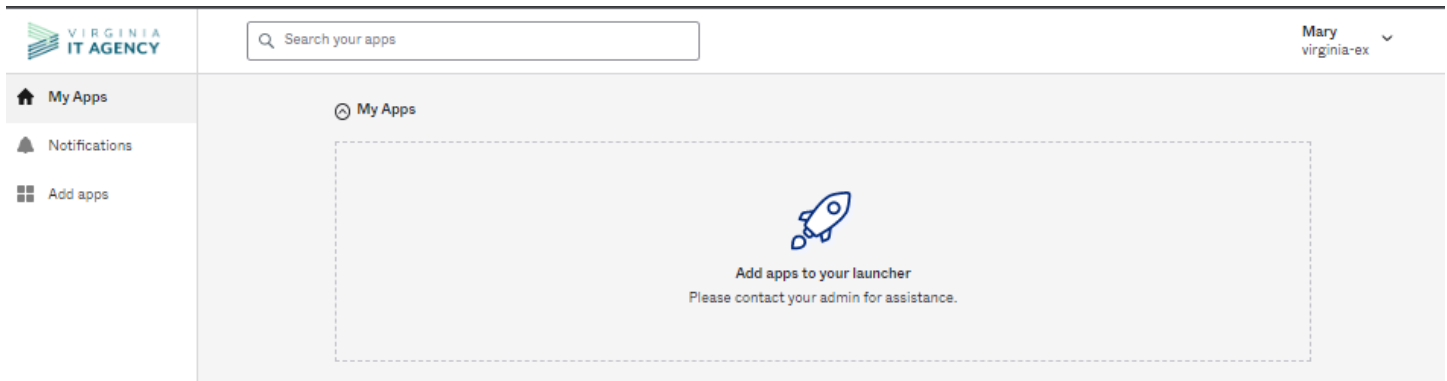 VIRGINIA
IT AGENCY
Search your apps
Mary
virginia-ex
My Apps
Notifications
Add apps
My Apps
Add apps to your launcher
Please contact your admin for assistance.